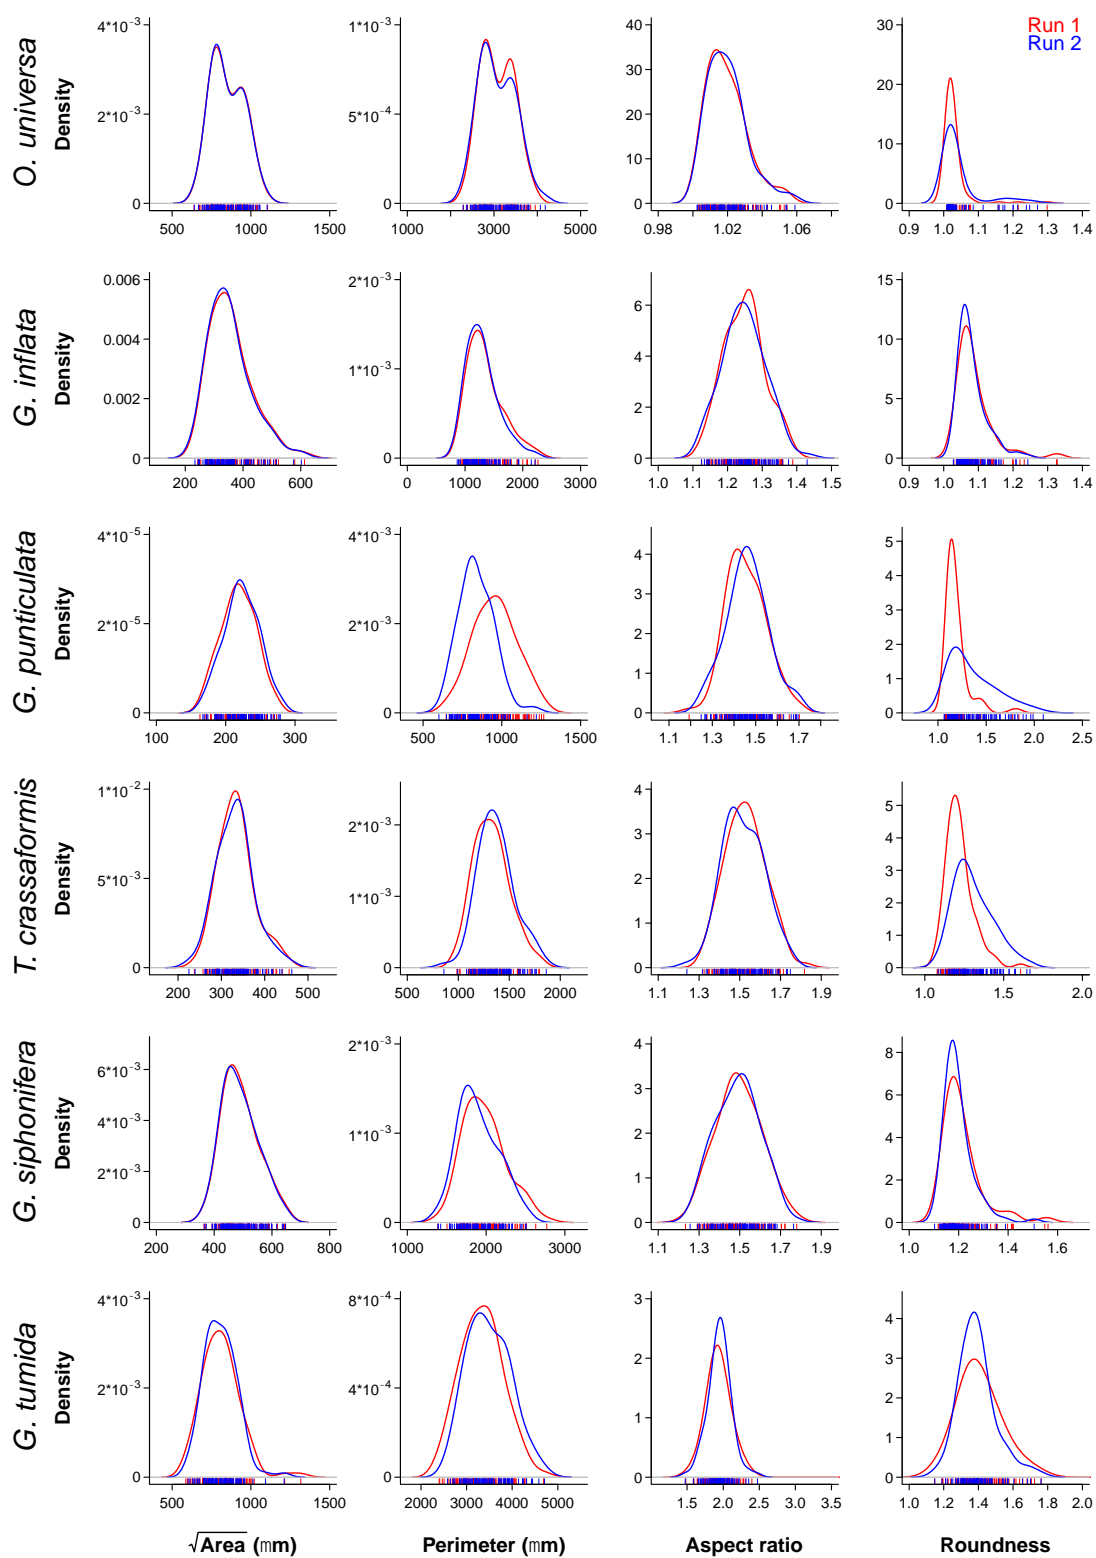 Run 1
Run 2
O. universa
Density
4*10⁻³
2*10⁻³
0
500 1000 1500
1*10⁻³
5*10⁻⁴
0
1000 3000 5000
40
30
20
10
0
0.98 1.02 1.06
30
20
10
0
0.9 1.0 1.1 1.2 1.3 1.4
G. inflata
Density
0.006
0.004
0.002
0
200 400 600
2*10⁻³
1*10⁻³
0
0 1000 2000 3000
6
4
2
0
1.0 1.1 1.2 1.3 1.4 1.5
15
10
5
0
0.9 1.0 1.1 1.2 1.3 1.4
G. punticulata
Density
4*10⁻⁵
2*10⁻⁵
0
100 200 300
4*10⁻³
2*10⁻³
0
500 1000 1500
4
3
2
1
0
1.1 1.3 1.5 1.7
5
4
3
2
1
0
1.0 1.5 2.0 2.5
T. crassaformis
Density
1*10⁻²
5*10⁻³
0
200 300 400 500
2*10⁻³
1*10⁻³
0
500 1000 1500 2000
4
3
2
1
0
1.1 1.3 1.5 1.7 1.9
5
4
3
2
1
0
1.0 1.5 2.0
G. siphonifera
Density
6*10⁻³
4*10⁻³
2*10⁻³
0
200 400 600 800
2*10⁻³
1*10⁻³
0
1000 2000 3000
4
3
2
1
0
1.1 1.3 1.5 1.7 1.9
8
6
4
2
0
1.0 1.2 1.4 1.6
G. tumida
Density
4*10⁻³
2*10⁻³
0
500 1000 1500
8*10⁻⁴
4*10⁻⁴
0
2000 3000 4000 5000
3
2
1
0
1.5 2.0 2.5 3.0 3.5
4
3
2
1
0
1.0 1.2 1.4 1.6 1.8 2.0
√Area (mm) Perimeter (mm) Aspect ratio Roundness